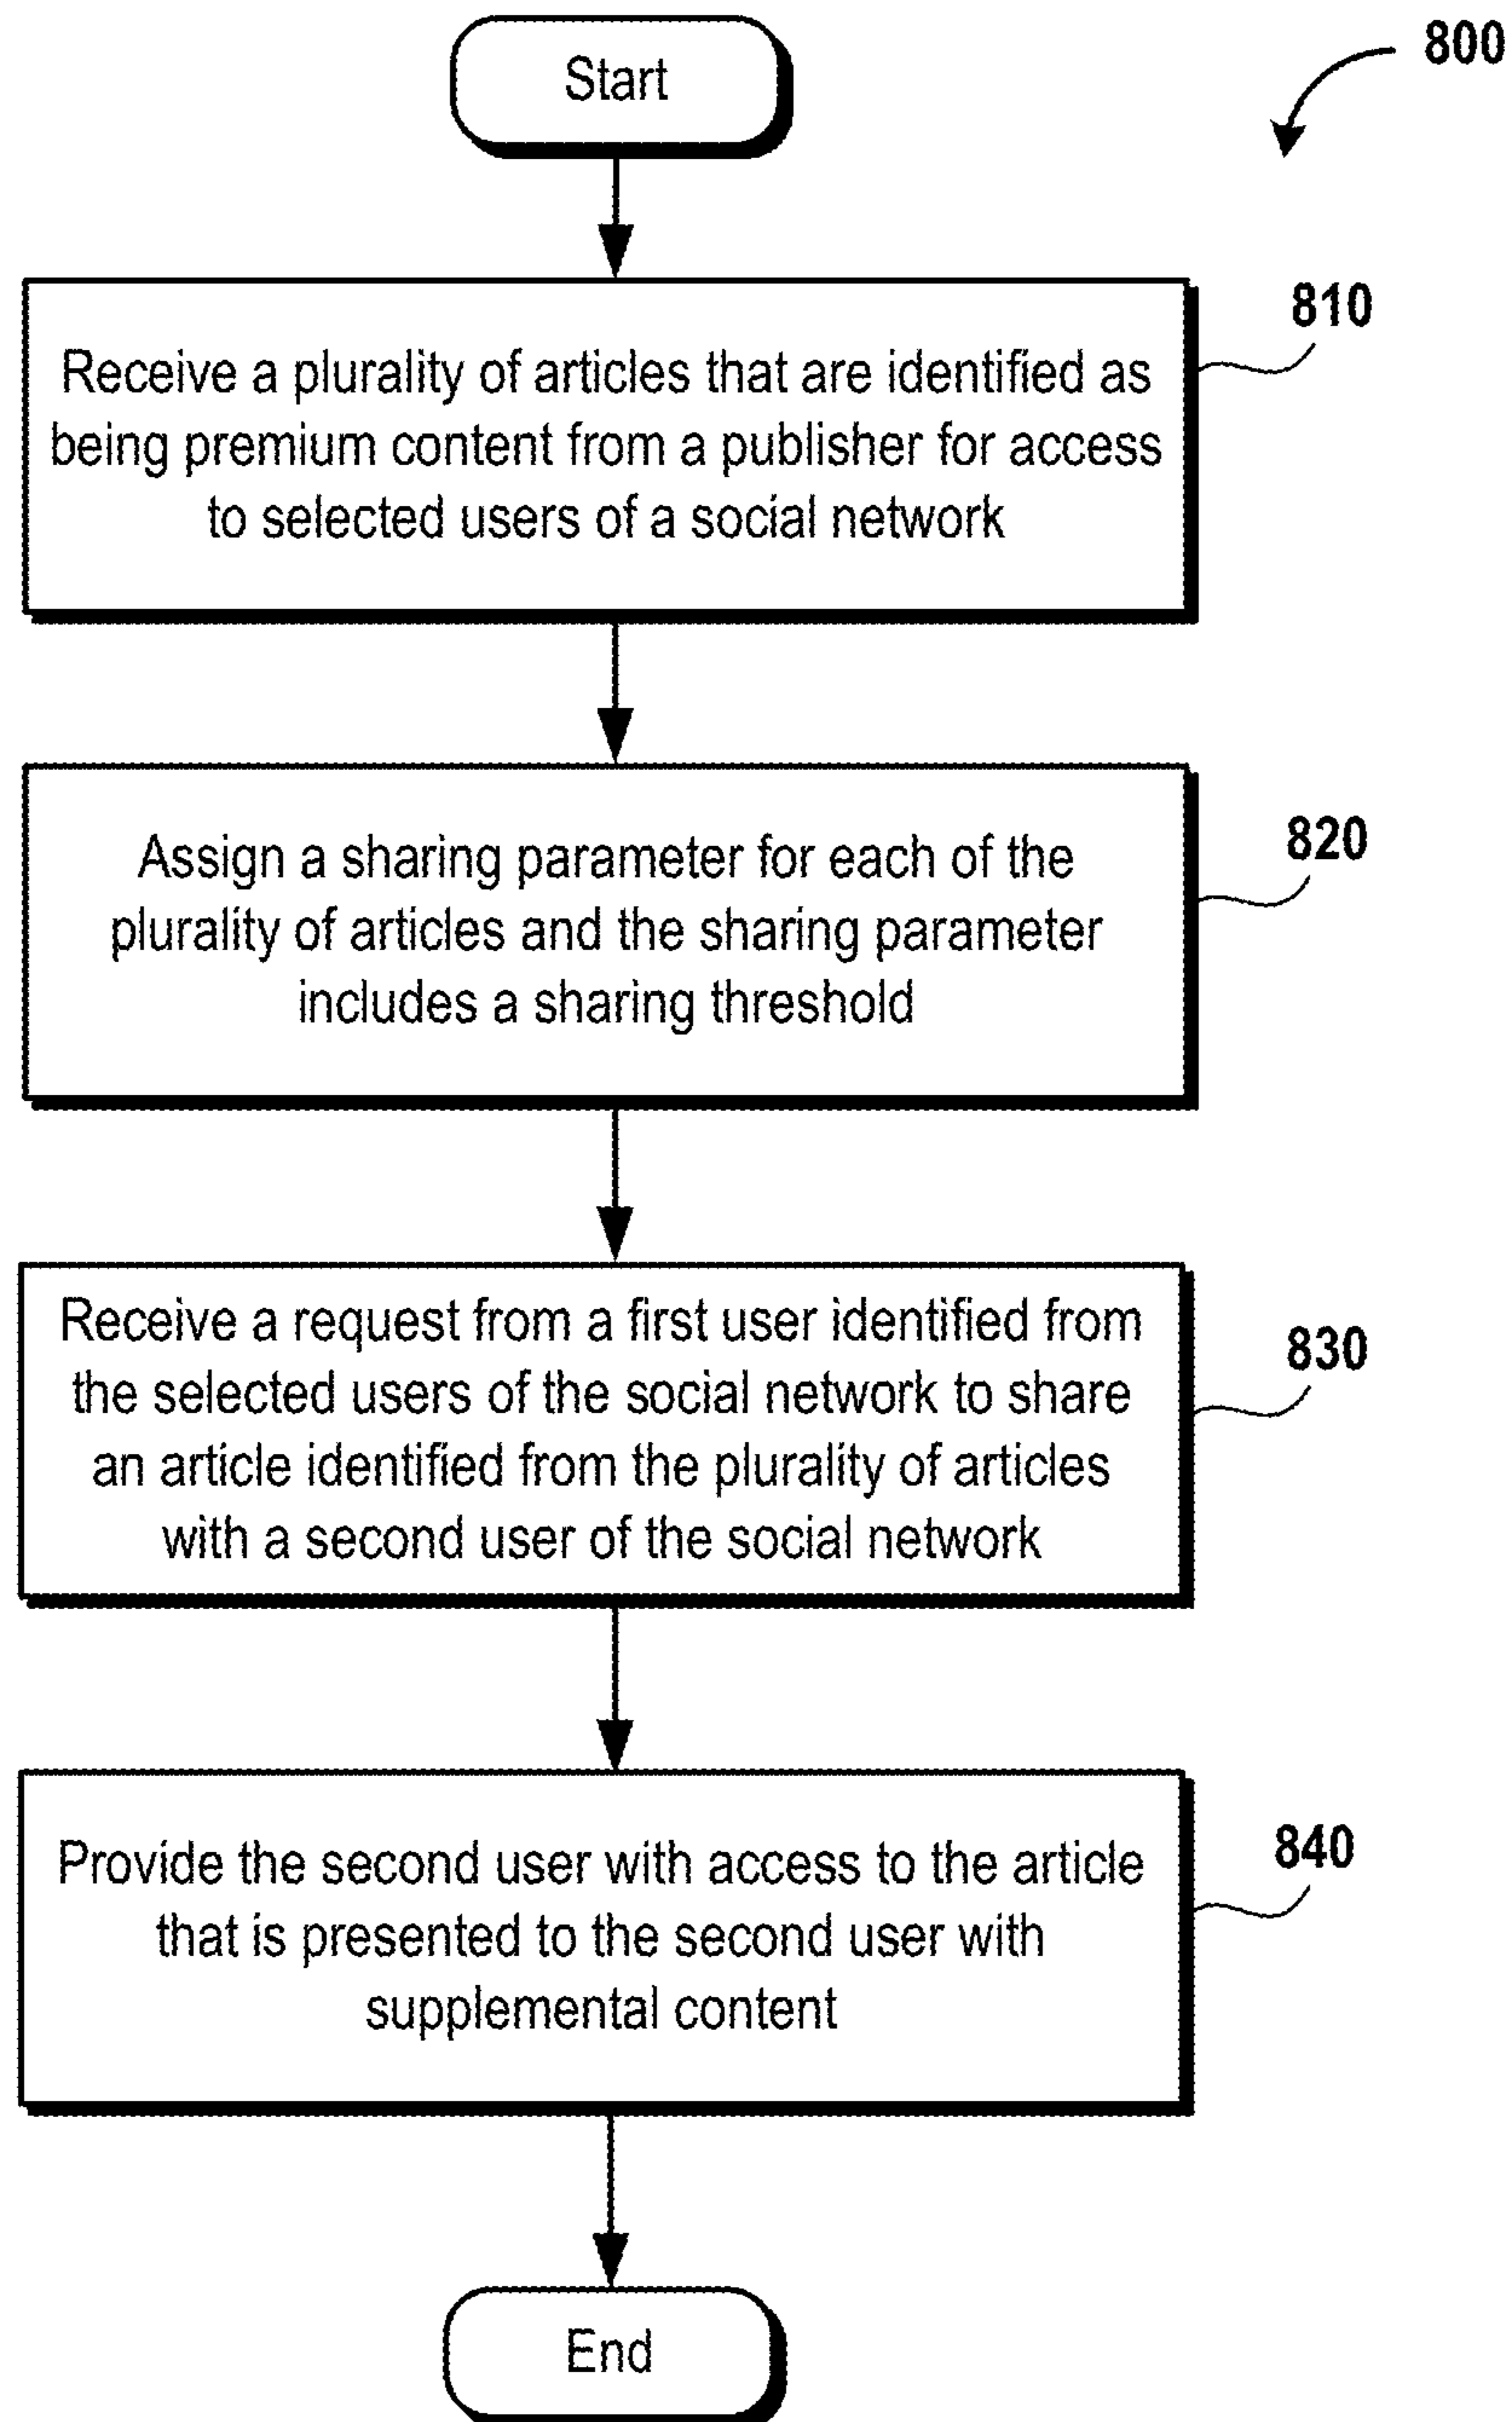 Start
800
Receive a plurality of articles that are identified as
being premium content from a publisher for access
to selected users of a social network
810
Assign a sharing parameter for each of the
plurality of articles and the sharing parameter
includes a sharing threshold
820
Receive a request from a first user identified from
the selected users of the social network to share
an article identified from the plurality of articles
with a second user of the social network
830
Provide the second user with access to the article
that is presented to the second user with
supplemental content
840
End